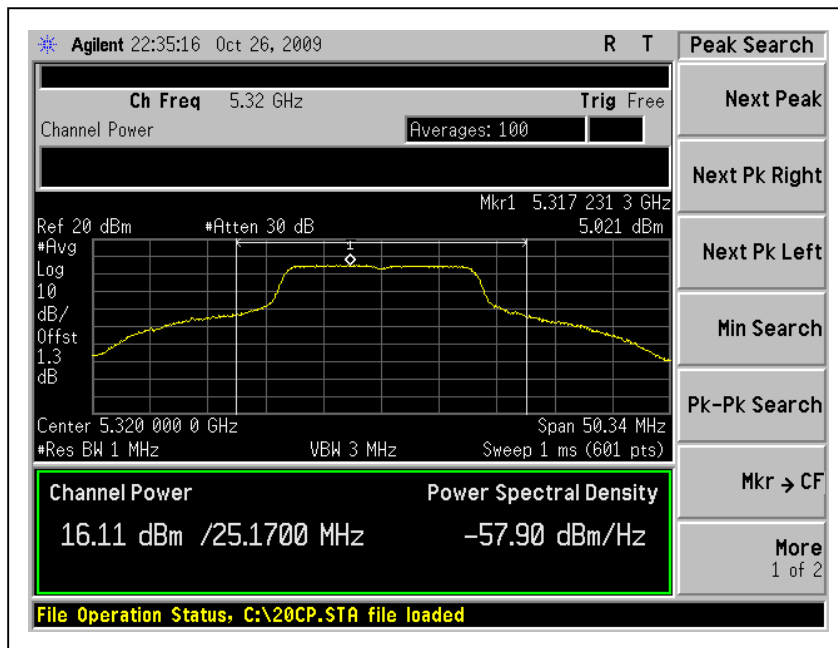 Agilent 22:35:16 Oct 26, 2009 R T
Peak Search
Ch Freq 5.32 GHz Trig Free
Channel Power Averages: 100
Mkr1 5.317 231 3 GHz
Ref 20 dBm #Atten 30 dB 5.021 dBm
#Avg
Log
10
dB/
Offst
1.3
dB
1
Center 5.320 000 0 GHz Span 50.34 MHz
#Res BW 1 MHz VBW 3 MHz Sweep 1 ms (601 pts)
Channel Power Power Spectral Density
16.11 dBm /25.1700 MHz -57.90 dBm/Hz
File Operation Status, C:\20CP.STA file loaded
Next Peak
Next Pk Right
Next Pk Left
Min Search
Pk-Pk Search
Mkr → CF
More
1 of 2